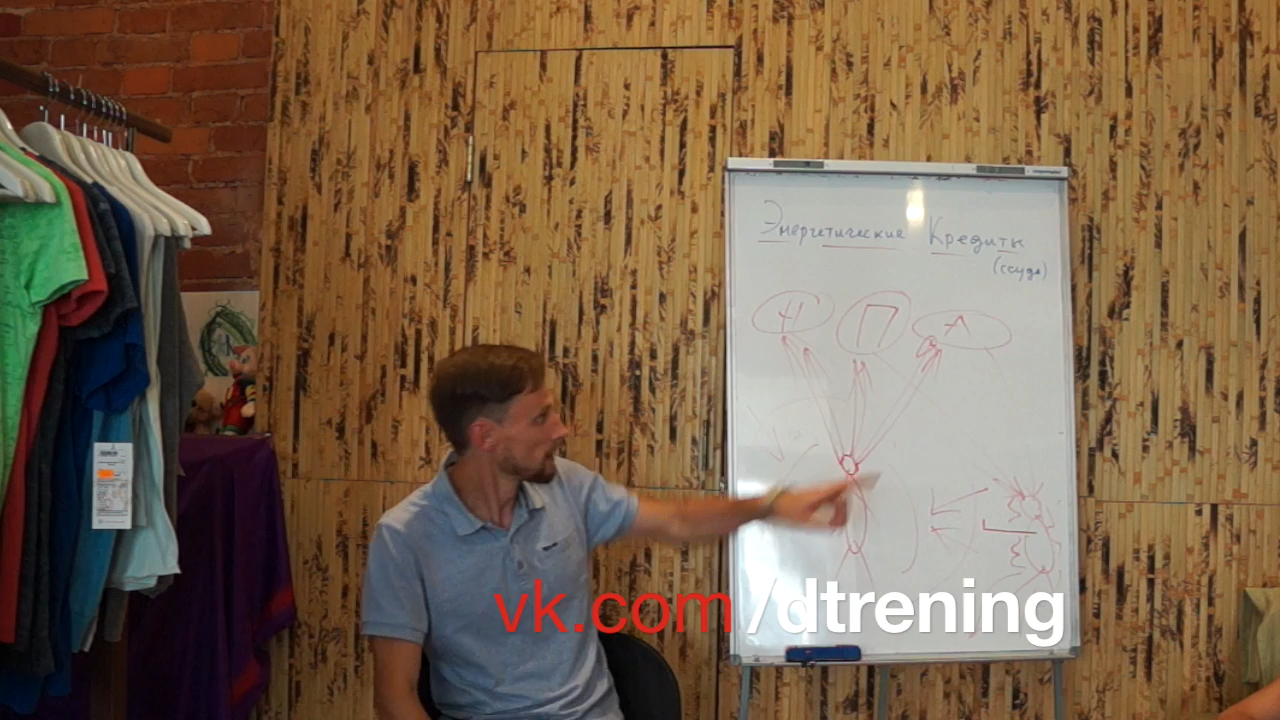 Энергетические Кредиты
(ссуда)
Н П А
vk.com/dtrening